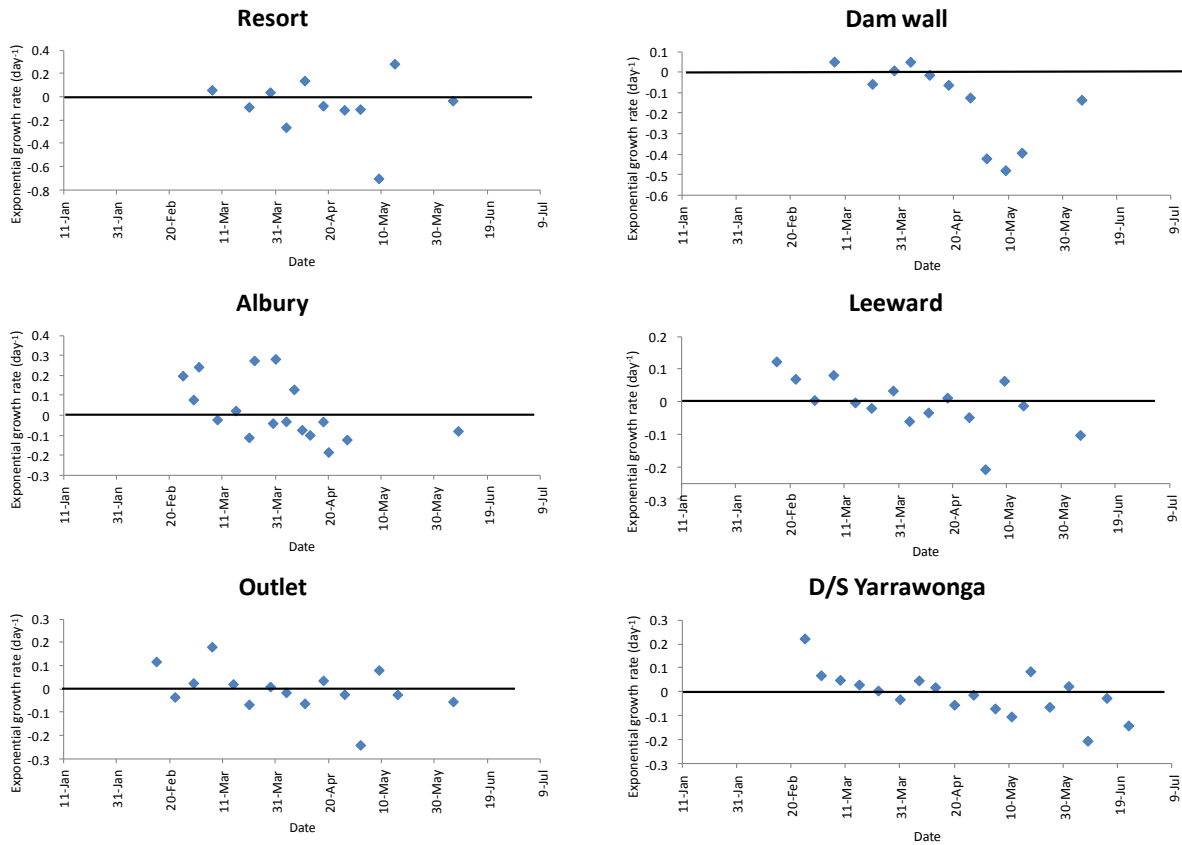 Resort
Exponential growth rate (day-1)
0.4
0.2
0
-0.2
-0.4
-0.6
-0.8
11-Jan
31-Jan
20-Feb
11-Mar
31-Mar
20-Apr
10-May
30-May
19-Jun
9-Jul
Date
Dam wall
Exponential growth rate (day-1)
0.1
0
-0.1
-0.2
-0.3
-0.4
-0.5
-0.6
11-Jan
31-Jan
20-Feb
11-Mar
31-Mar
20-Apr
10-May
30-May
19-Jun
9-Jul
Date
Albury
Exponential growth rate (day-1)
0.4
0.3
0.2
0.1
0
-0.1
-0.2
-0.3
11-Jan
31-Jan
20-Feb
11-Mar
31-Mar
20-Apr
10-May
30-May
19-Jun
9-Jul
Date
Leeward
Exponential growth rate (day-1)
0.2
0.1
0
-0.1
-0.2
-0.3
11-Jan
31-Jan
20-Feb
11-Mar
31-Mar
20-Apr
10-May
30-May
19-Jun
9-Jul
Date
Outlet
Exponential growth rate (day-1)
0.3
0.2
0.1
0
-0.1
-0.2
-0.3
11-Jan
31-Jan
20-Feb
11-Mar
31-Mar
20-Apr
10-May
30-May
19-Jun
9-Jul
Date
D/S Yarrawonga
Exponential growth rate (day-1)
0.3
0.2
0.1
0
-0.1
-0.2
-0.3
11-Jan
31-Jan
20-Feb
11-Mar
31-Mar
20-Apr
10-May
30-May
19-Jun
9-Jul
Date